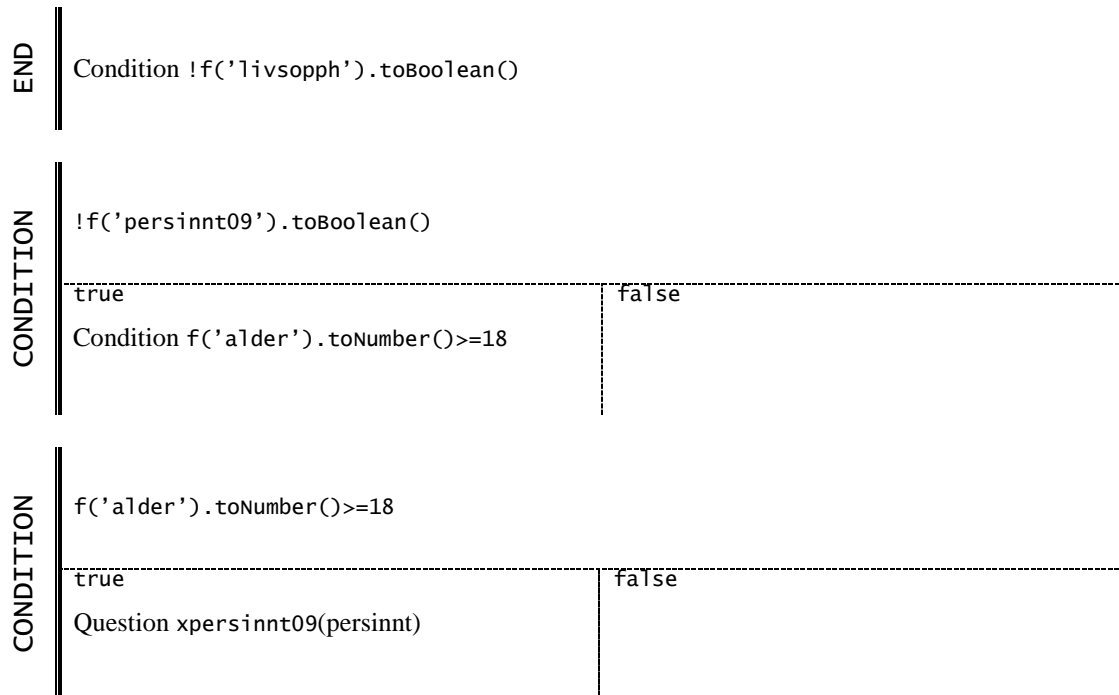 END
Condition !f('livsopph').toBoolean()
CONDITION
!f('persinnt09').toBoolean()
true
false
Condition f('alder').toNumber()>=18
CONDITION
f('alder').toNumber()>=18
true
false
Question xpersinnt09(persinnt)